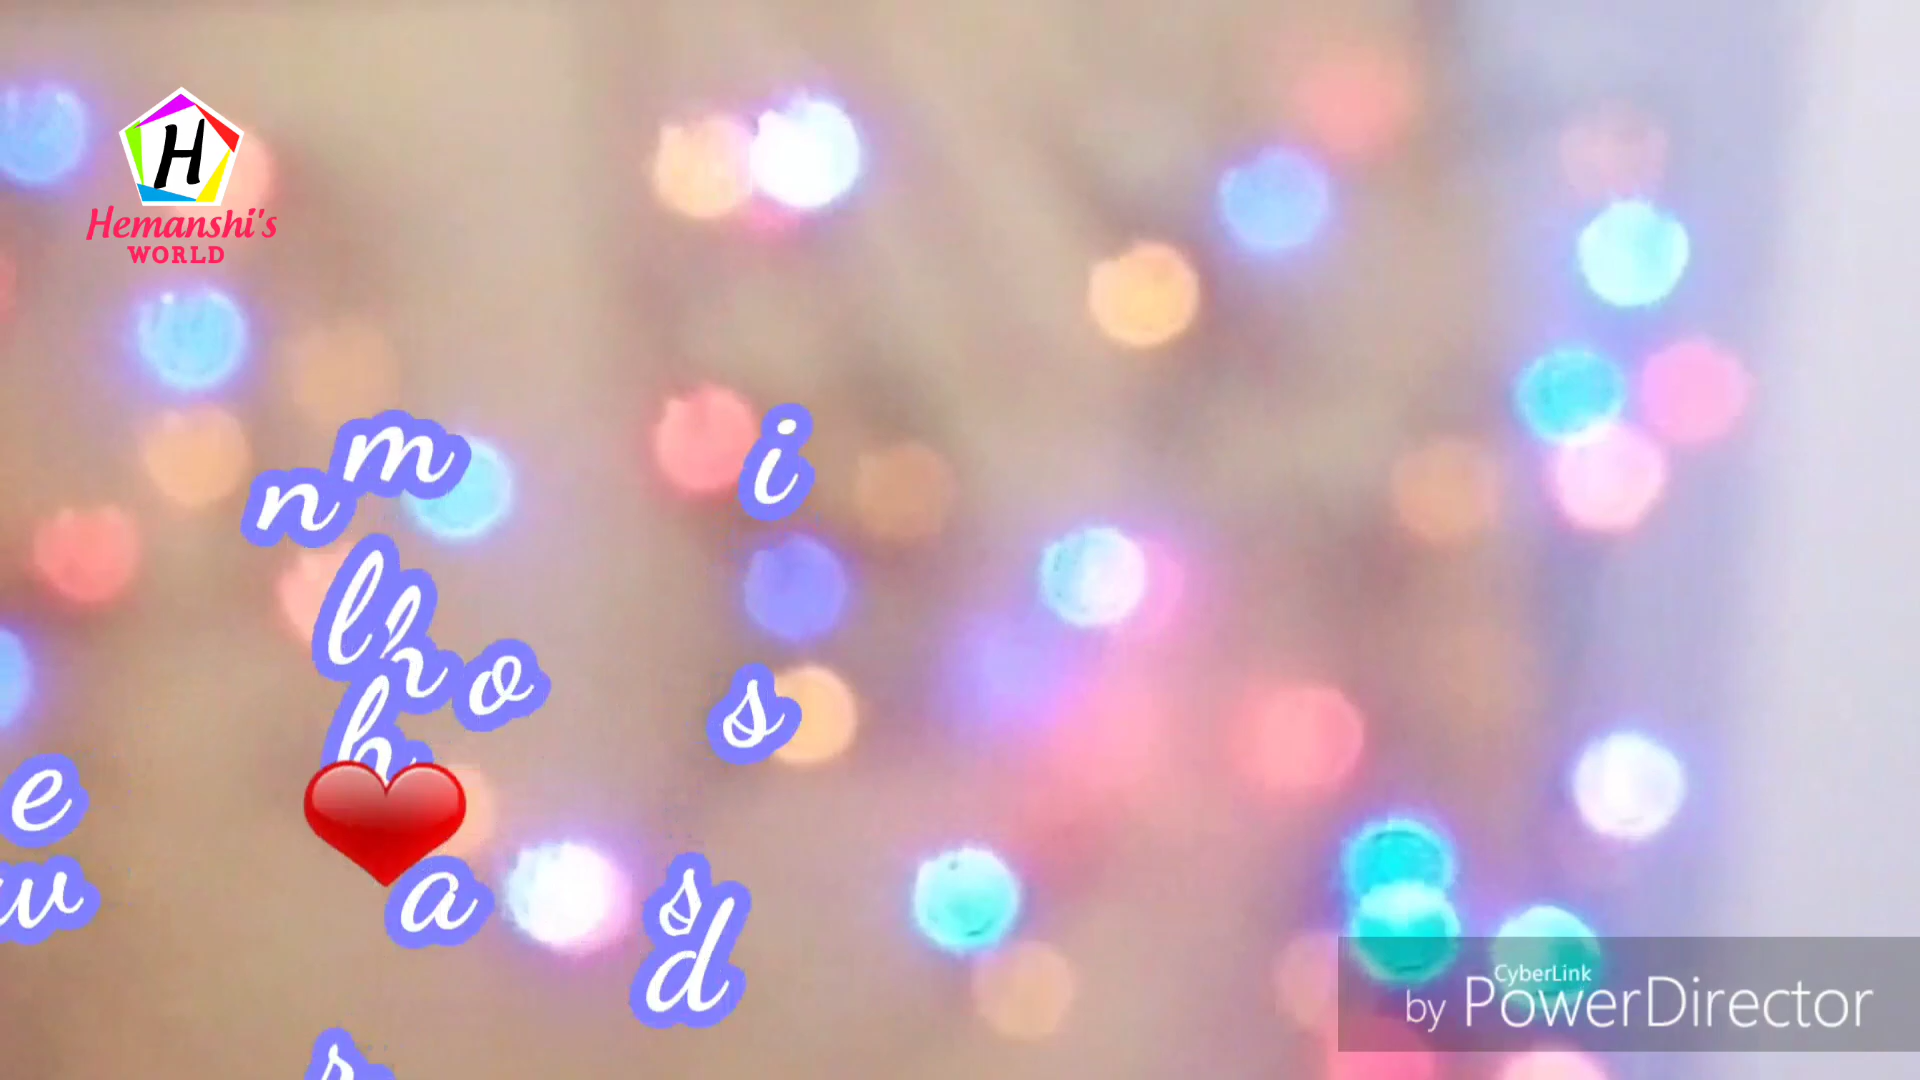 H
Hemanshi's
WORLD
m
i
n
l
h
o
h
s
e
a
s
w
d
CyberLink
by PowerDirector